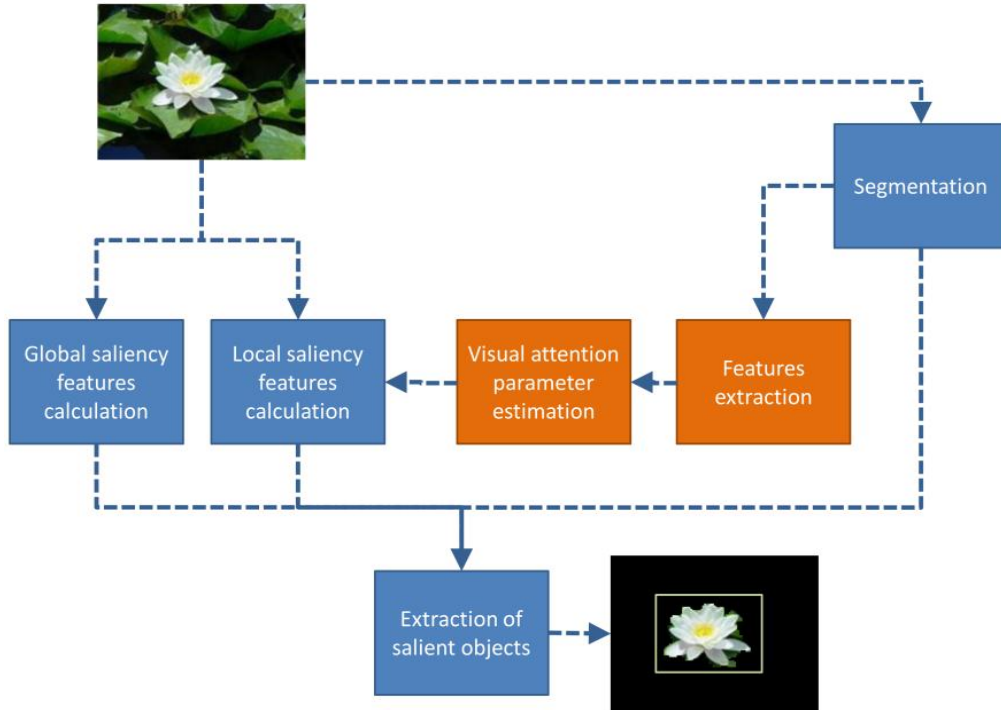 Segmentation
Global saliency
features
calculation
Local saliency
features
calculation
Visual attention
parameter
estimation
Features
extraction
Extraction of
salient objects